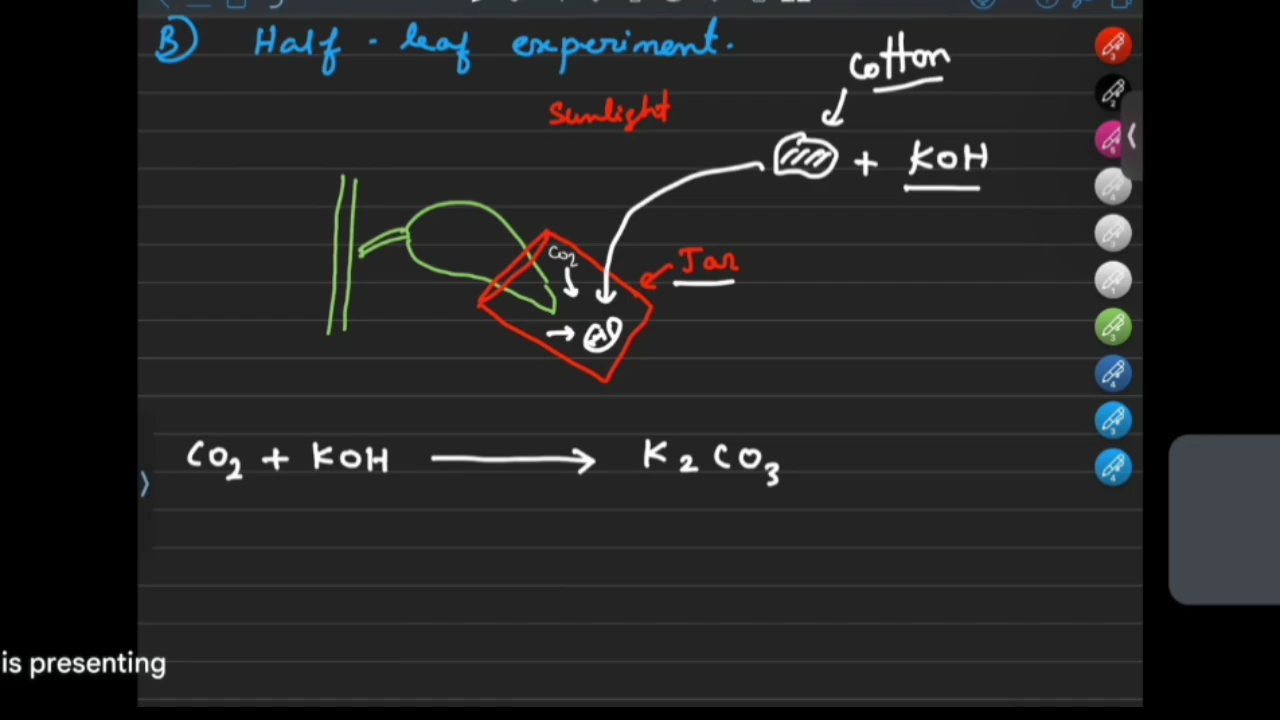 B) Half-leaf experiment.
Cotton
Sunlight
+ KOH
CO2
Jar
CO2 + KOH → K2CO3
is presenting